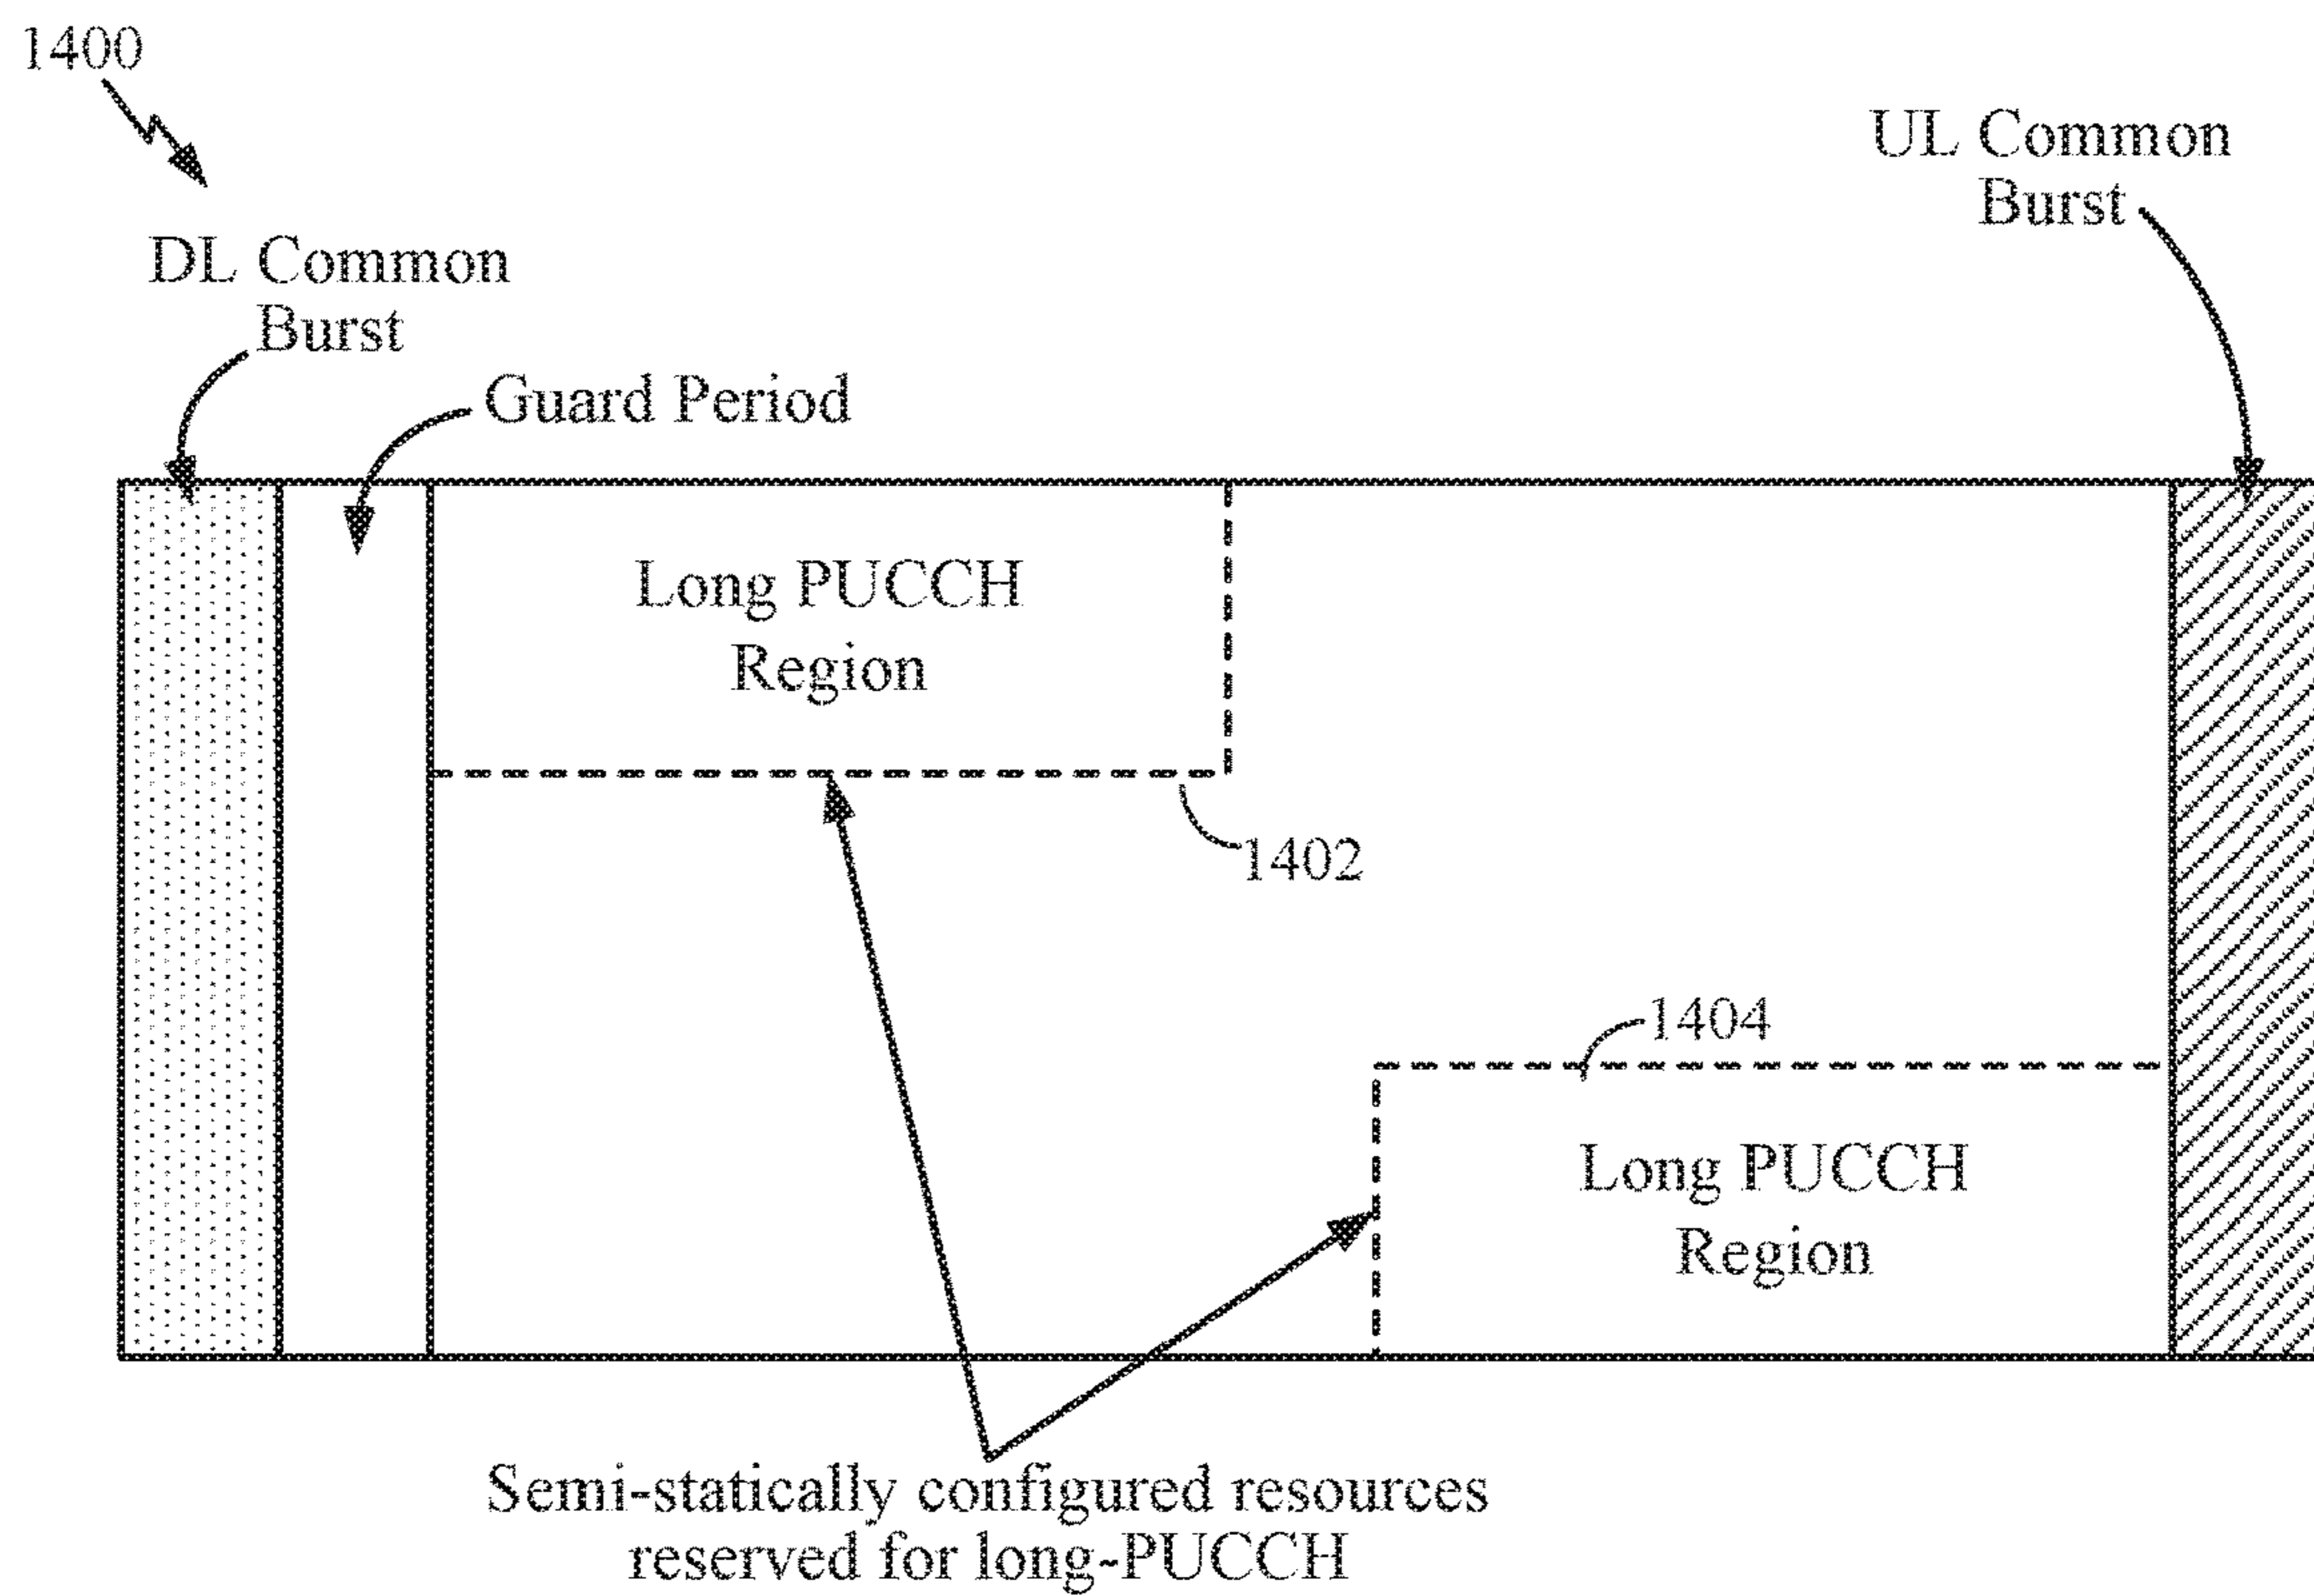 1400
UL Common
Burst
DL Common
Burst
Guard Period
Long PUCCH
Region
1402
1404
Long PUCCH
Region
Semi-statically configured resources
reserved for long-PUCCH